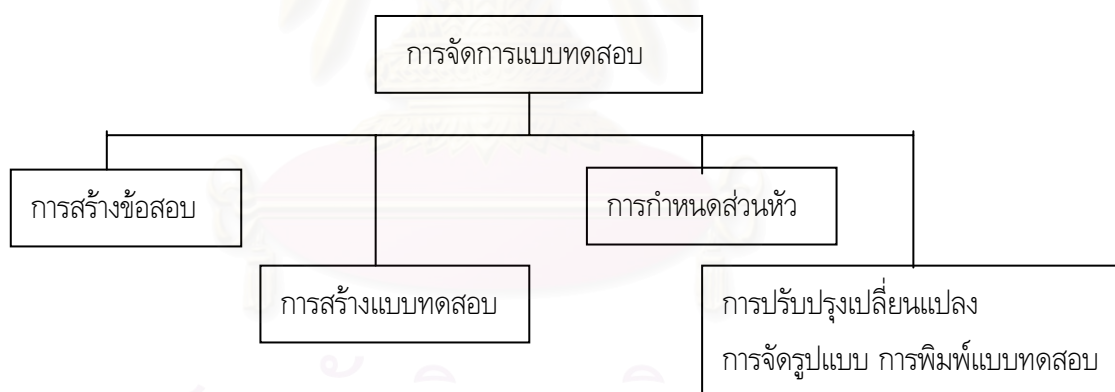 การจัดการแบบทดสอบ
การสร้างข้อสอบ
การกำหนดส่วนหัว
การสร้างแบบทดสอบ
การปรับปรุงเปลี่ยนแปลง
การจัดรูปแบบ การพิมพ์แบบทดสอบ